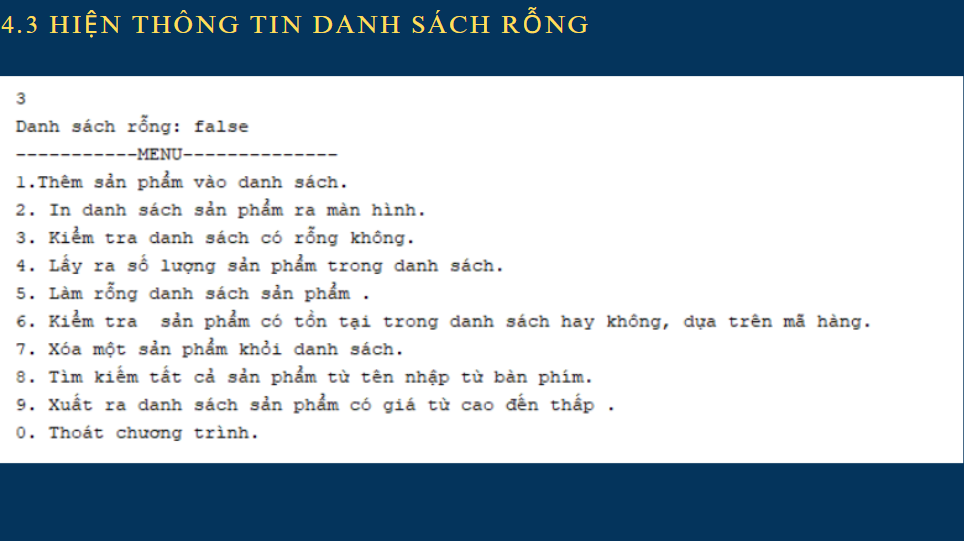 4.3 HIỆN THÔNG TIN DANH SÁCH RỖNG
3
Danh sách rỗng: false
-----------MENU--------------
1.Thêm sản phẩm vào danh sách.
2. In danh sách sản phẩm ra màn hình.
3. Kiểm tra danh sách có rỗng không.
4. Lấy ra số lượng sản phẩm trong danh sách.
5. Làm rỗng danh sách sản phẩm .
6. Kiểm tra  sản phẩm có tồn tại trong danh sách hay không, dựa trên mã hàng.
7. Xóa một sản phẩm khỏi danh sách.
8. Tìm kiếm tất cả sản phẩm từ tên nhập từ bàn phím.
9. Xuất ra danh sách sản phẩm có giá từ cao đến thấp .
0. Thoát chương trình.